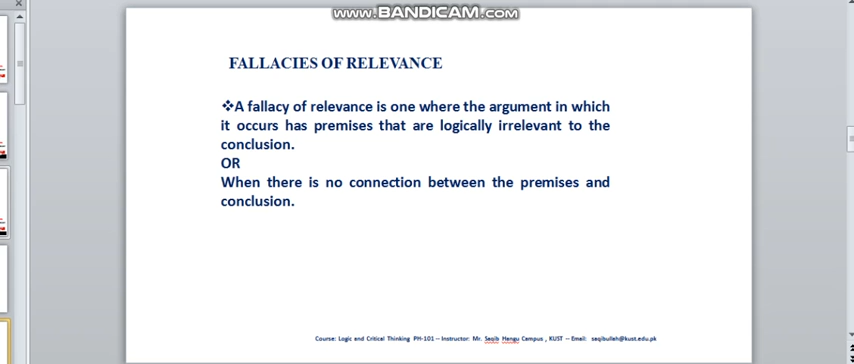 www.BANDICAM.com
FALLACIES OF RELEVANCE
❖A fallacy of relevance is one where the argument in which
it occurs has premises that are logically irrelevant to the
conclusion.
OR
When there is no connection between the premises and
conclusion.
Course: Logic and Critical Thinking PH-101 – Instructor: Mr. Saqib Hangu Campus , KUST – Email: saqibullah@kust.edu.pk